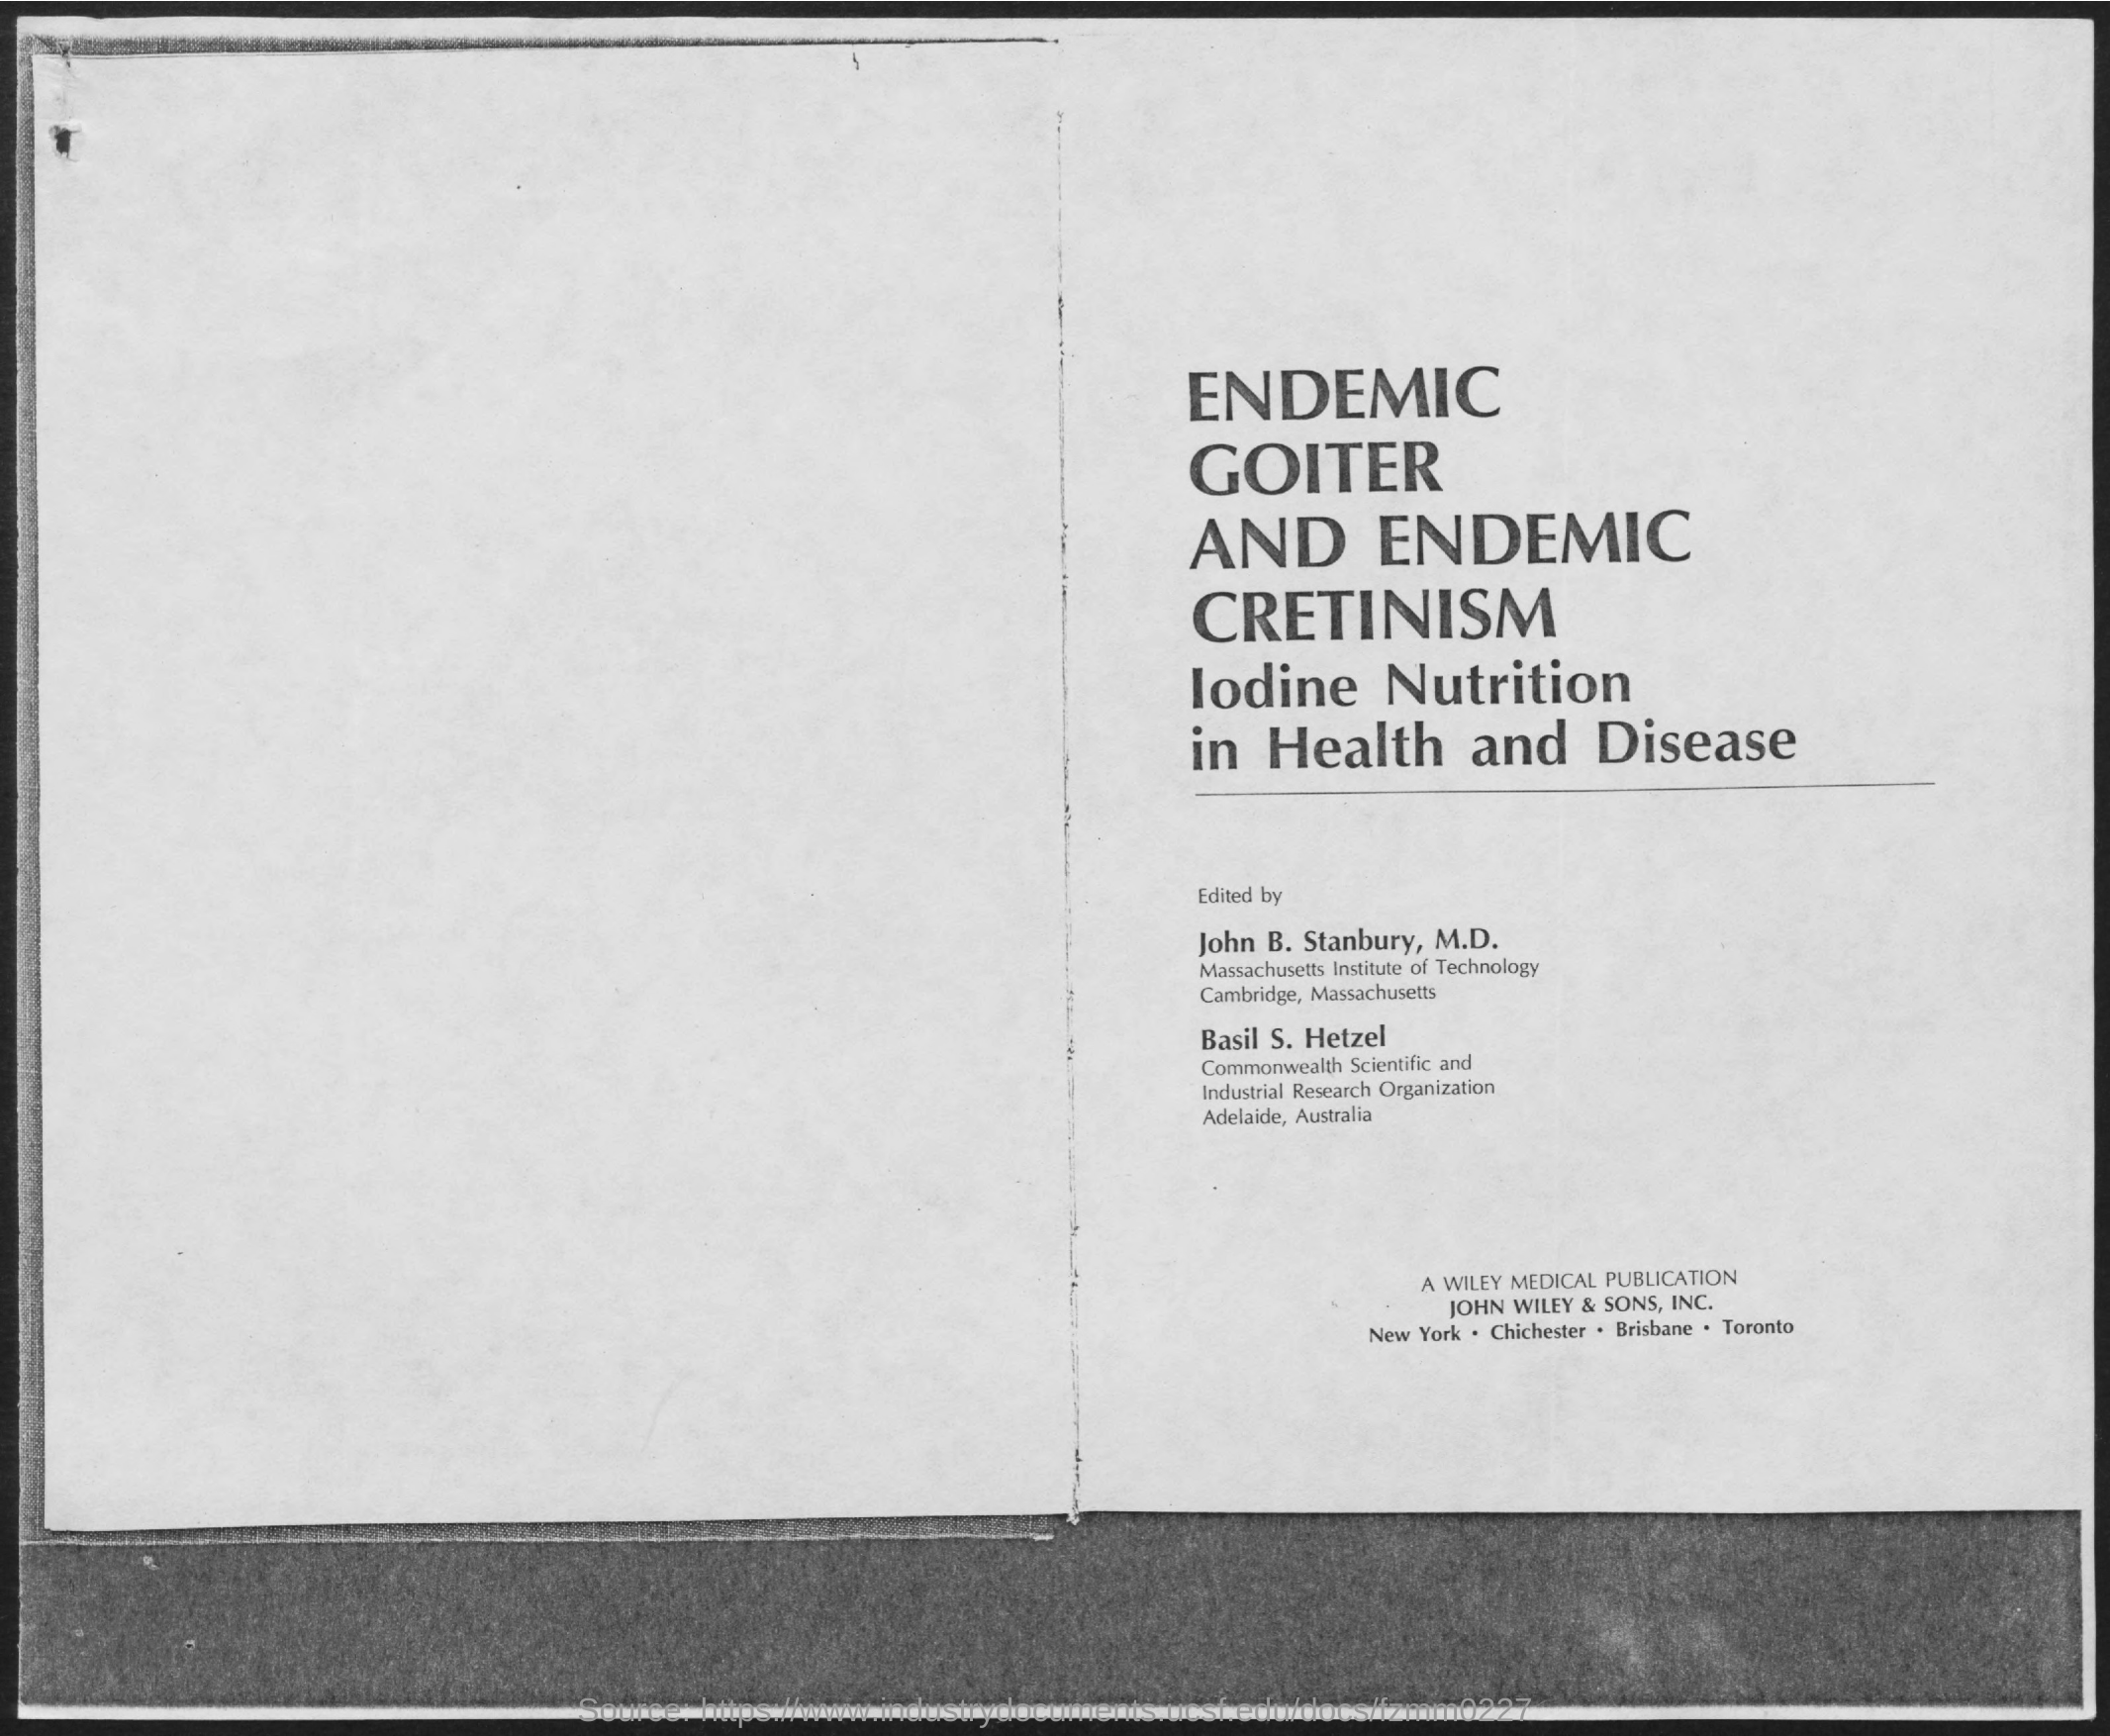 ENDEMIC
GOITER
AND ENDEMIC
CRETINISM
Iodine Nutrition
in Health and Disease
Edited by
John B. Stanbury, M.D.
Massachusetts Institute of Technology
Cambridge, Massachusetts
Basil S. Hetzel
Commonwealth Scientific and
Industrial Research Organization
Adelaide, Australia
A WILEY MEDICAL PUBLICATION
JOHN WILEY & SONS, INC.
New York • Chichester • Brisbane • Toronto
Source: https://www.industrydocuments.ucsf.edu/docs/fzmm0227